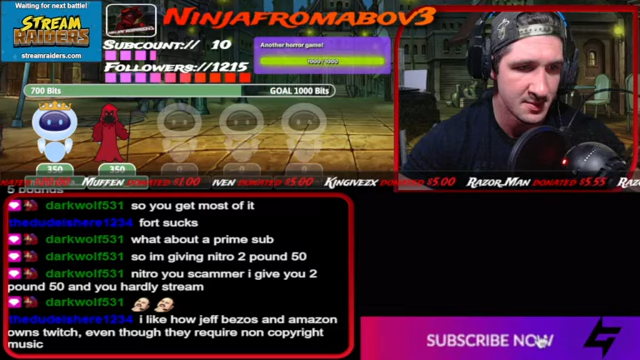 Waiting for next battle!
STREAM
RAIDERS
streamraiders.com
NINJAFROMABOV3
SUBCOUNT// 10
FOLLOWERS//1215
Another horror game!
1000 / 1000
700 Bits
GOAL 1000 Bits
350
350
0
0
0
MUFFEN DONATED $1.00 IVEN DONATED $5.00 KINGIVEZX DONATED $5.00 RAZOR_MAN DONATED $5.55
5 pounds
darkwolf531 so you get most of it
thedudeishere1234 fort sucks
darkwolf531 what about a prime sub
darkwolf531 so im giving nitro 2 pound 50
darkwolf531 nitro you scammer i give you 2
pound 50 and you hardly stream
darkwolf531
thedudeishere1234 i like how jeff bezos and amazon
owns twitch, even though they require non copyright
music
SUBSCRIBE NOW